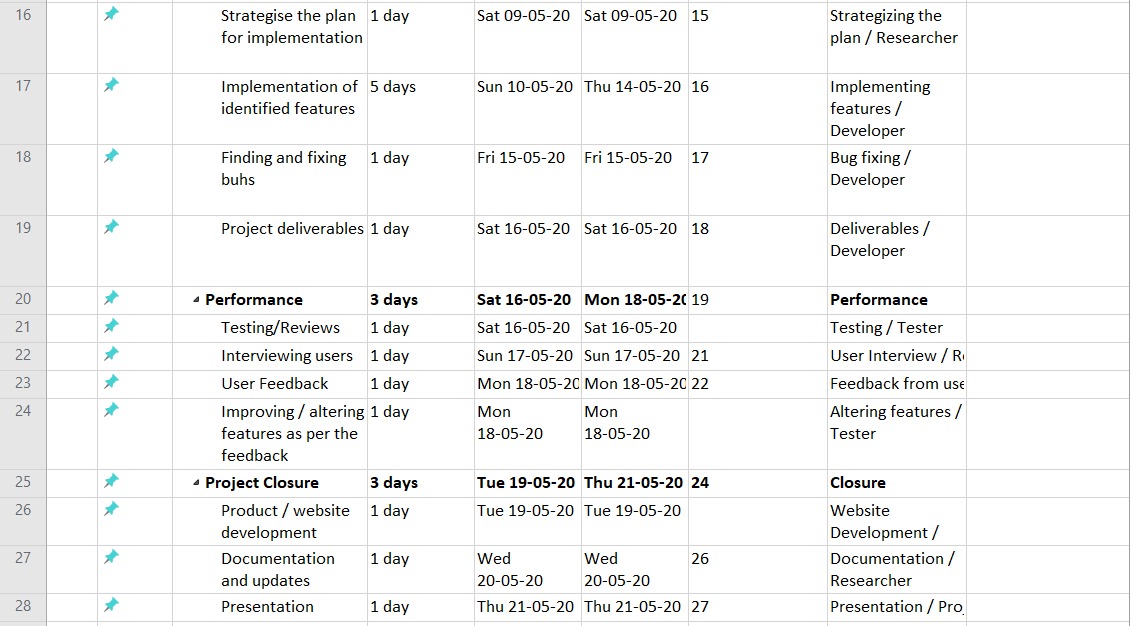 16 Strategise the plan 1 day Sat 09-05-20 Sat 09-05-20 15 Strategizing the
for implementation plan / Researcher
17 Implementation of 5 days Sun 10-05-20 Thu 14-05-20 16 Implementing
identified features features /
Developer
18 Finding and fixing 1 day Fri 15-05-20 Fri 15-05-20 17 Bug fixing /
buhs Developer
19 Project deliverables 1 day Sat 16-05-20 Sat 16-05-20 18 Deliverables /
Developer
20 Performance 3 days Sat 16-05-20 Mon 18-05-20 19 Performance
21 Testing/Reviews 1 day Sat 16-05-20 Sat 16-05-20 Testing / Tester
22 Interviewing users 1 day Sun 17-05-20 Sun 17-05-20 21 User Interview /
23 User Feedback 1 day Mon 18-05-20 Mon 18-05-20 22 Feedback from
24 Improving / altering 1 day Mon Mon Altering features /
features as per the 18-05-20 18-05-20 Tester
feedback
25 Project Closure 3 days Tue 19-05-20 Thu 21-05-20 24 Closure
26 Product / website 1 day Tue 19-05-20 Tue 19-05-20 Website
development Development /
27 Documentation 1 day Wed Wed 26 Documentation /
and updates 20-05-20 20-05-20 Researcher
28 Presentation 1 day Thu 21-05-20 Thu 21-05-20 27 Presentation /